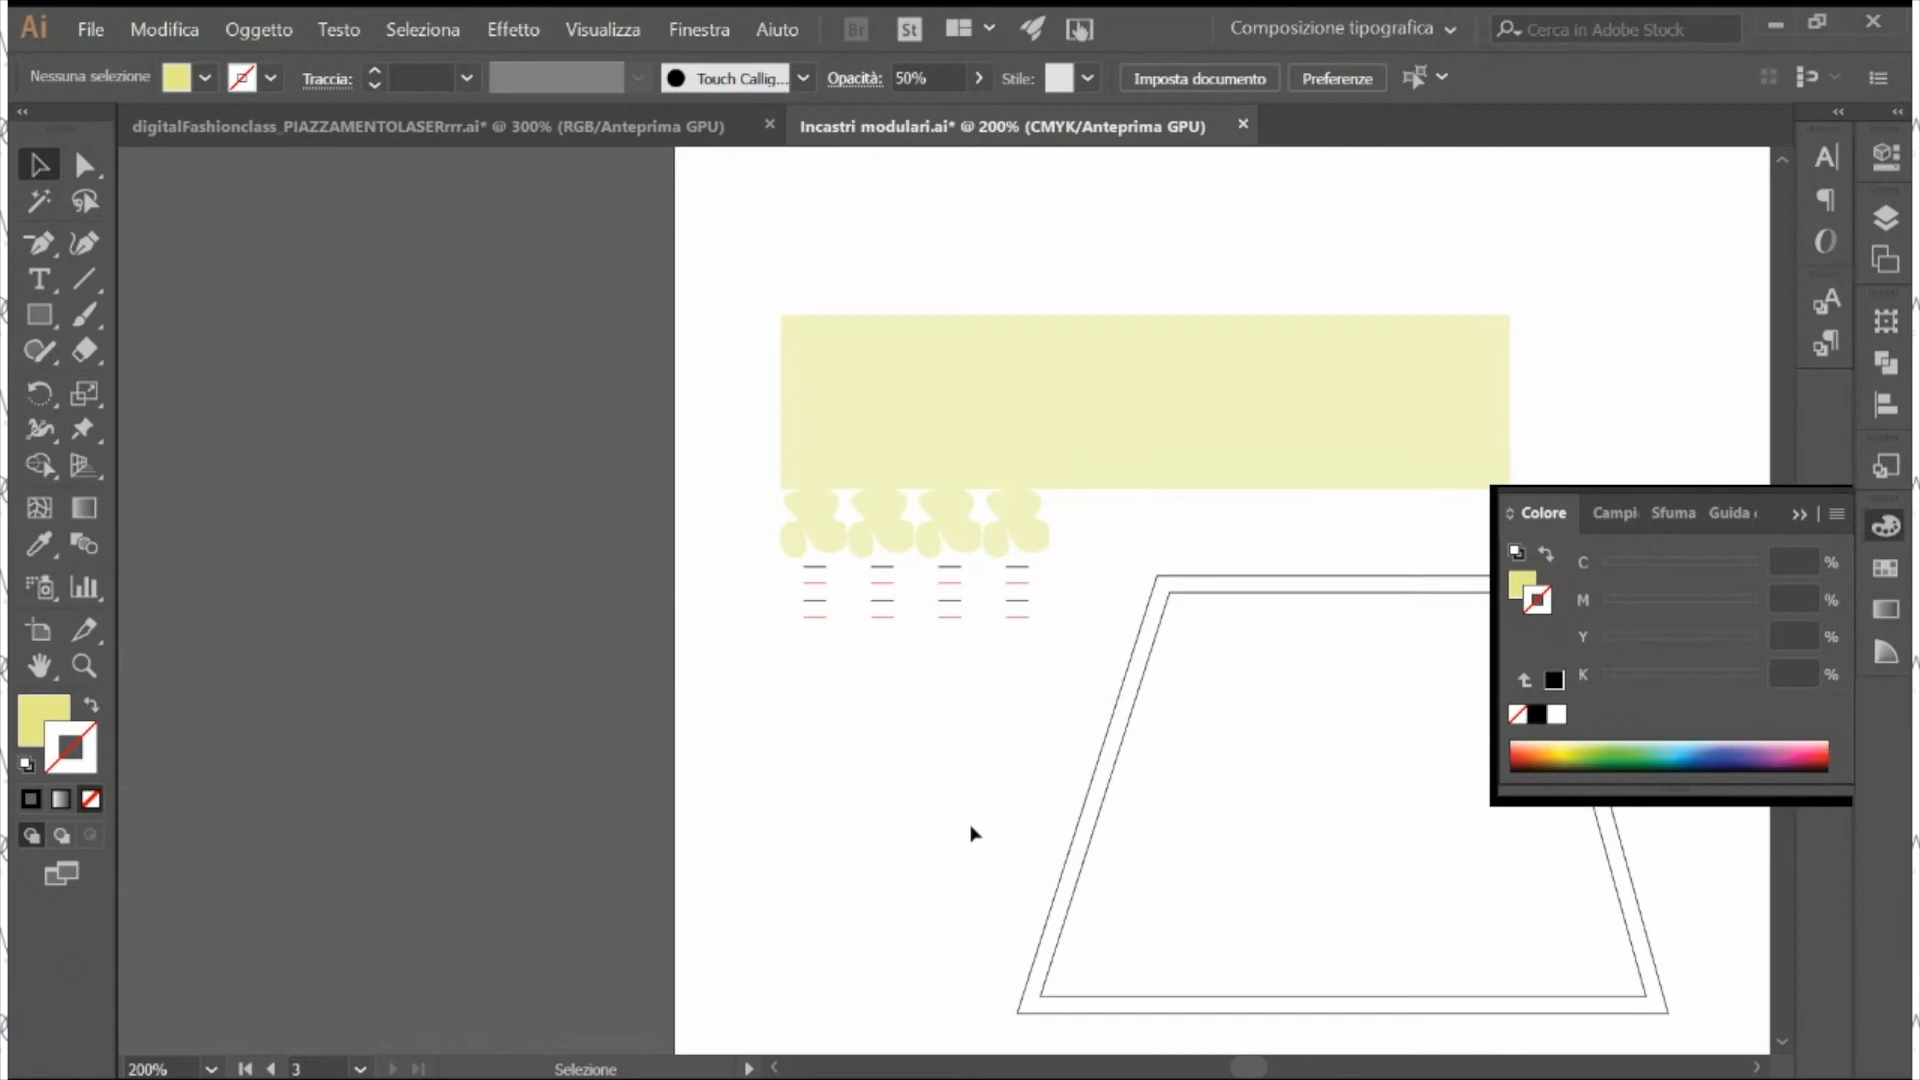 Ai File Modifica Oggetto Testo Seleziona Effetto Visualizza Finestra Aiuto Br St Composizione tipografica Cerca in Adobe Stock
Nessuna selezione Traccia: Touch Callig... Opacità: 50% Stile: Imposta documento Preferenze
digitalFashionclass_PIAZZAMENTOLASERrrr.ai* @ 300% (RGB/Anteprima GPU) Incastri modulari.ai* @ 200% (CMYK/Anteprima GPU)
Colore Campi Sfuma Guida
C %
M %
Y %
K %
200% 3 Selezione